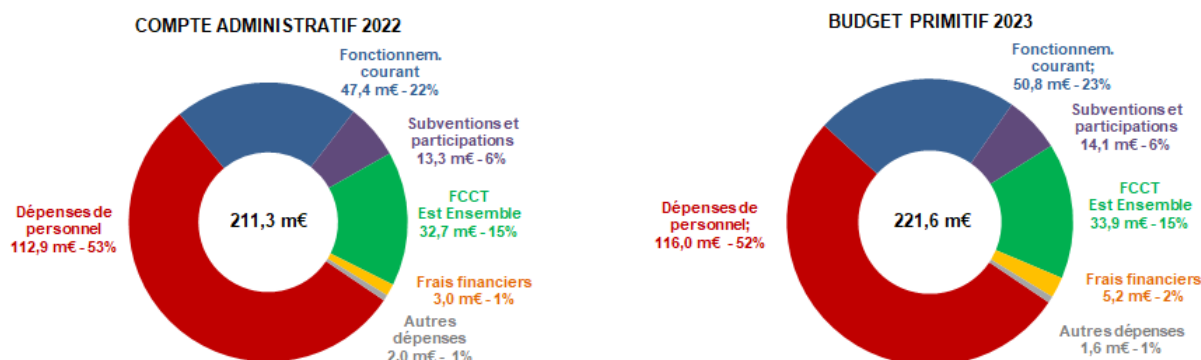 COMPTE ADMINISTRATIF 2022
Fonctionnem.
courant
47,4 m€ - 22%
Subventions et
participations
13,3 m€ - 6%
FCCT
Est Ensemble
32,7 m€ - 15%
Frais financiers
3,0 m€ - 1%
Autres
dépenses
2,0 m€ - 1%
Dépenses de
personnel
112,9 m€ - 53%
211,3 m€
BUDGET PRIMITIF 2023
Fonctionnem.
courant;
50,8 m€ - 23%
Subventions et
participations
14,1 m€ - 6%
FCCT
Est Ensemble
33,9 m€ - 15%
Frais financiers
5,2 m€ - 2%
Autres dépenses
1,6 m€ - 1%
Dépenses de
personnel;
116,0 m€ - 52%
221,6 m€